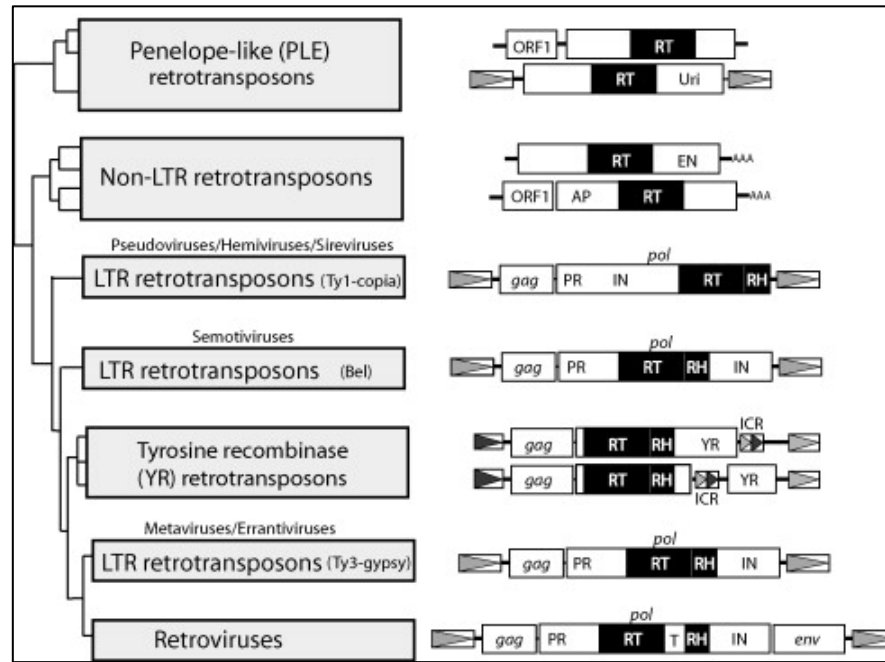 Penelope-like (PLE)
retrotransposons
ORF1 RT
RT Uri
Non-LTR retrotransposons
RT EN AAA
ORF1 AP RT AAA
Pseudoviruses/Hemiviruses/Sireviruses
LTR retrotransposons (Ty1-copia)
pol
gag PR IN RT RH
Semotiviruses
LTR retrotransposons (Bel)
pol
gag PR RT RH IN
Tyrosine recombinase
(YR) retrotransposons
ICR
gag RT RH YR
gag RT RH YR
ICR
Metaviruses/Errantiviruses
LTR retrotransposons (Ty3-gypsy)
pol
gag PR RT RH IN
Retroviruses
pol
gag PR RT T RH IN env